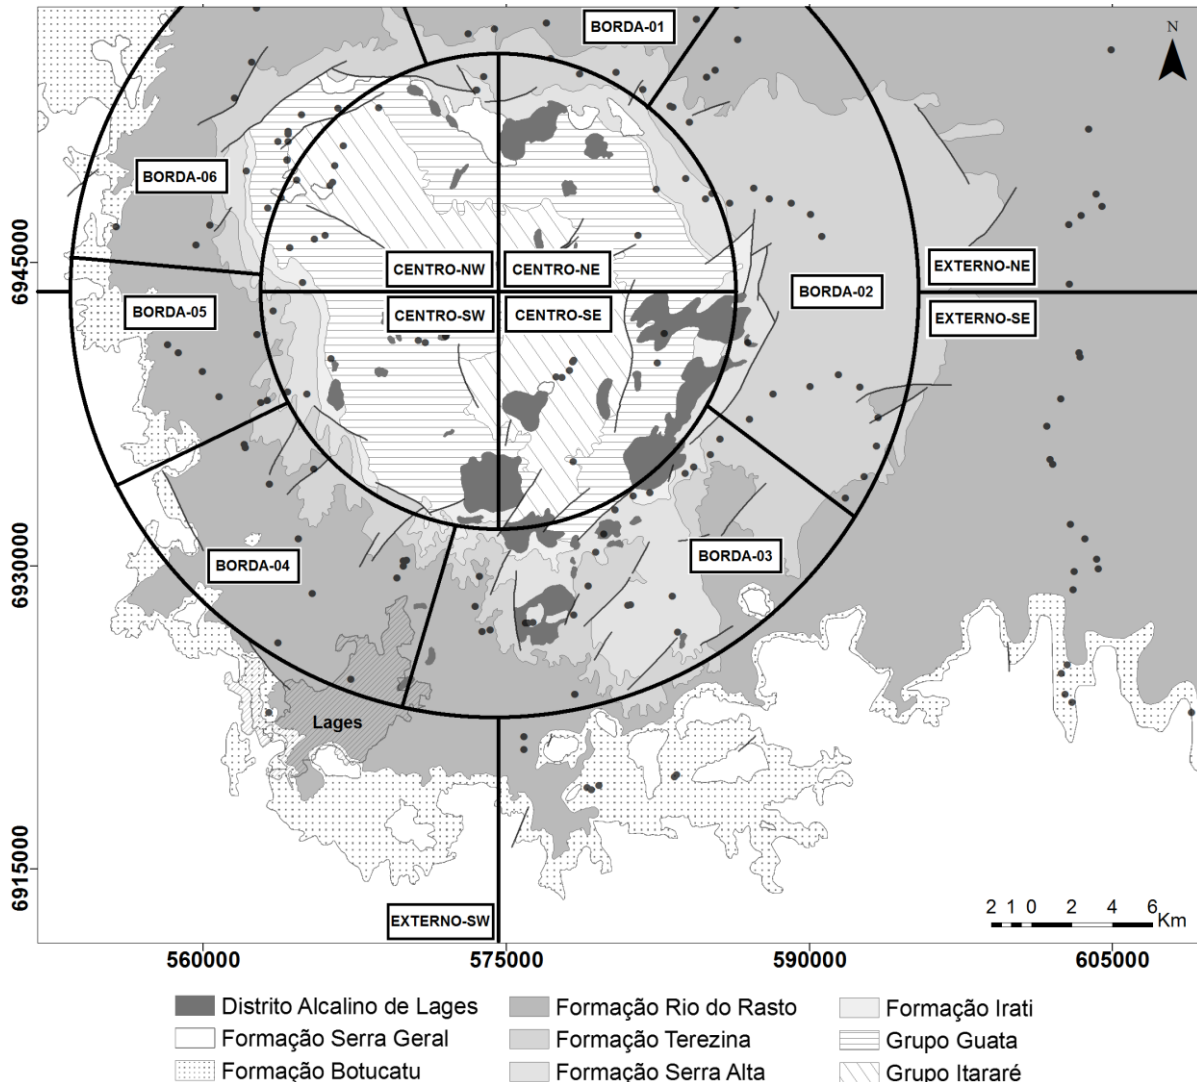 BORDA-01
N
BORDA-06
6945000
CENTRO-NW
CENTRO-NE
EXTERNO-NE
BORDA-02
BORDA-05
CENTRO-SW
CENTRO-SE
EXTERNO-SE
6930000
BORDA-04
BORDA-03
Lages
6915000
EXTERNO-SW
2 1 0 2 4 6
Km
560000 575000 590000 605000
Distrito Alcalino de Lages
Formação Serra Geral
Formação Botucatu
Formação Rio do Rasto
Formação Terezina
Formação Serra Alta
Formação Irati
Grupo Guata
Grupo Itararé